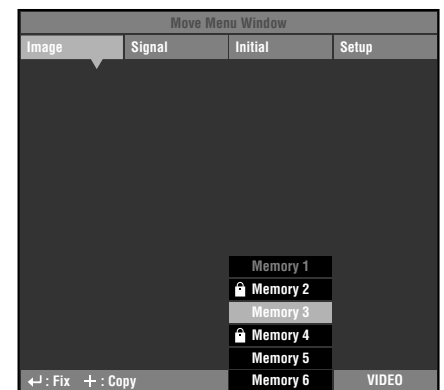 Move Menu Window
Image Signal Initial Setup
Memory 1
Memory 2
Memory 3
Memory 4
Memory 5
↵ : Fix + : Copy Memory 6 VIDEO